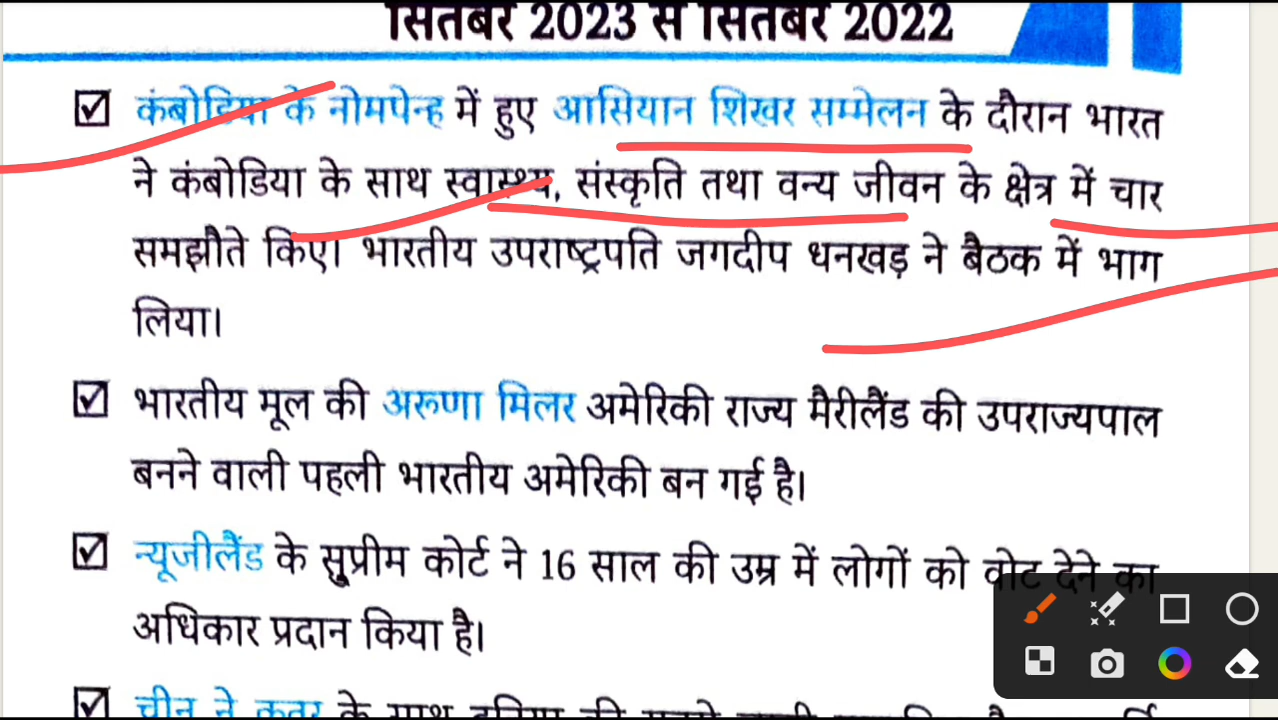 सितंबर 2023 से सितंबर 2022
कंबोडिया के नोमपेन्ह में हुए आसियान शिखर सम्मेलन के दौरान भारत
ने कंबोडिया के साथ स्वास्थ्य, संस्कृति तथा वन्य जीवन के क्षेत्र में चार
समझौते किए। भारतीय उपराष्ट्रपति जगदीप धनखड़ ने बैठक में भाग
लिया।
भारतीय मूल की अरुणा मिलर अमेरिकी राज्य मैरीलैंड की उपराज्यपाल
बनने वाली पहली भारतीय अमेरिकी बन गई है।
न्यूजीलैंड के सुप्रीम कोर्ट ने 16 साल की उम्र में लोगों को वोट देने का
अधिकार प्रदान किया है।
चीन ने कतर के साथ